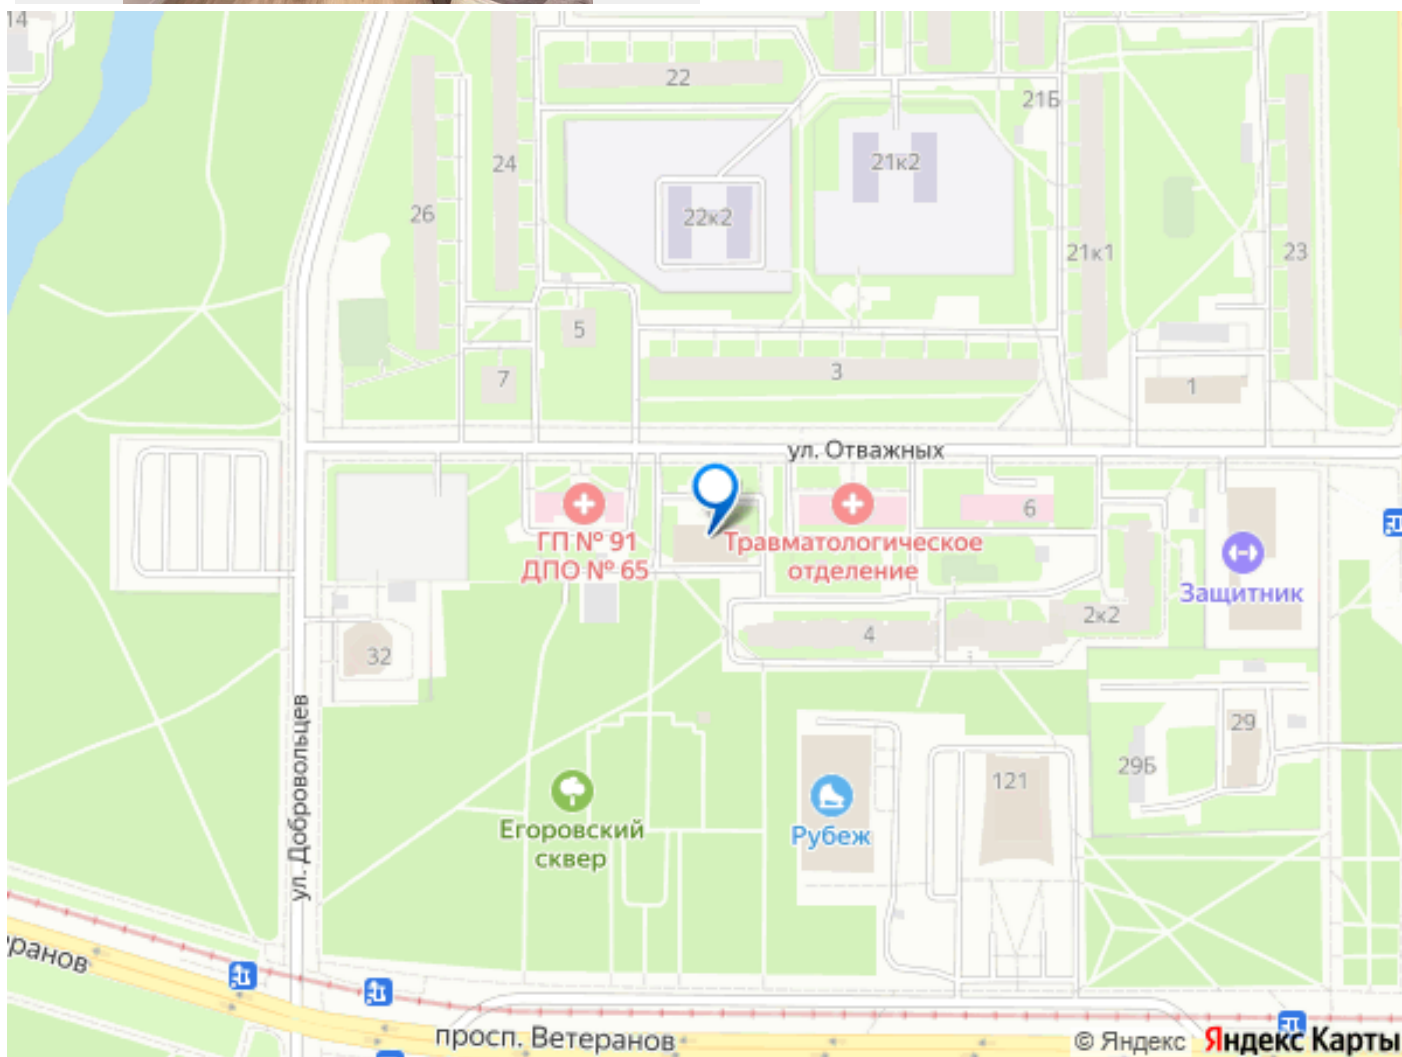 14
22
21Б
24
21к2
26
22к2
21к1
23
5
3
7
1
ул. Отважных
6
ГП № 91
ДПО № 65
Травматологическое
отделение
Защитник
2к2
4
32
ул. Добровольцев
29
29Б
121
Егоровский
сквер
Рубеж
ранов
просп. Ветеранов
© Яндекс Яндекс Карты